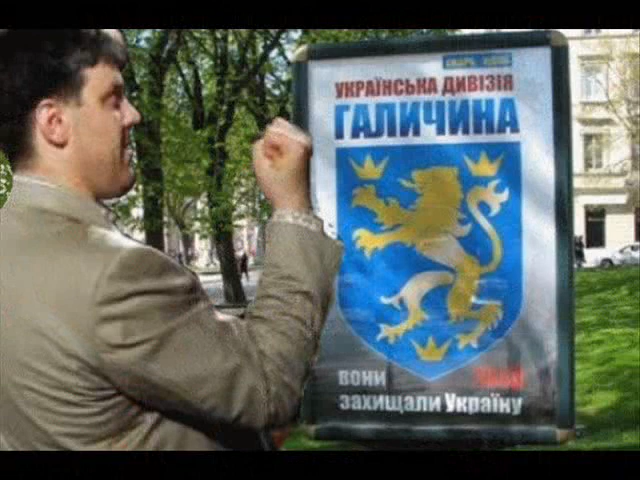 УКРАЇНСЬКА ДИВІЗІЯ
ГАЛИЧИНА
ВОНИ
ЗАХИЩАЛИ Україну